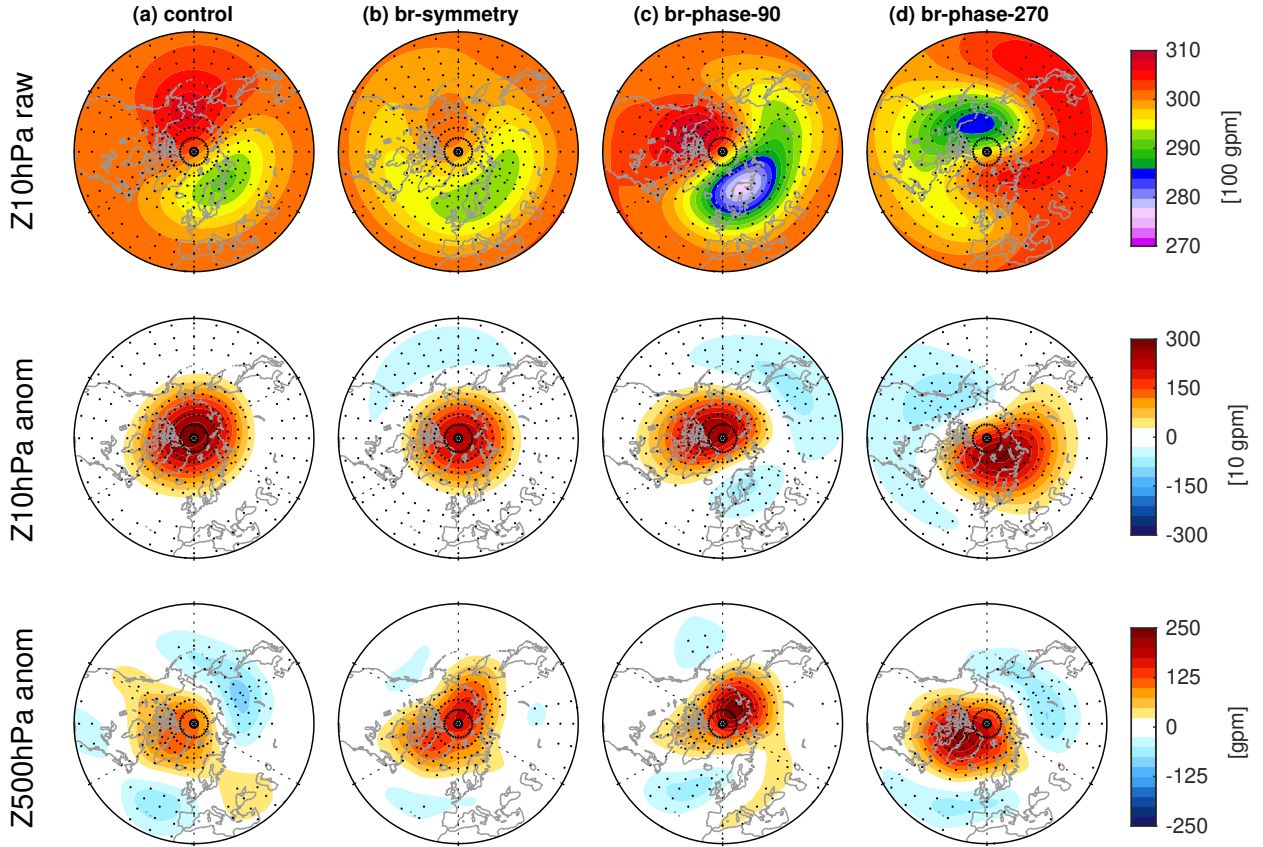 (a) control
(b) br-symmetry
(c) br-phase-90
(d) br-phase-270
Z10hPa raw
310
300
290
280
270
[100 gpm]
Z10hPa anom
300
150
0
-150
-300
[10 gpm]
Z500hPa anom
250
125
0
-125
-250
[gpm]